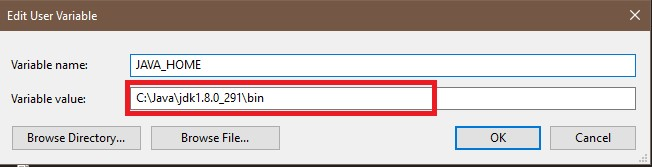 Edit User Variable
Variable name: JAVA_HOME
Variable value: C:\Java\jdk1.8.0_291\bin
Browse Directory... Browse File... OK Cancel